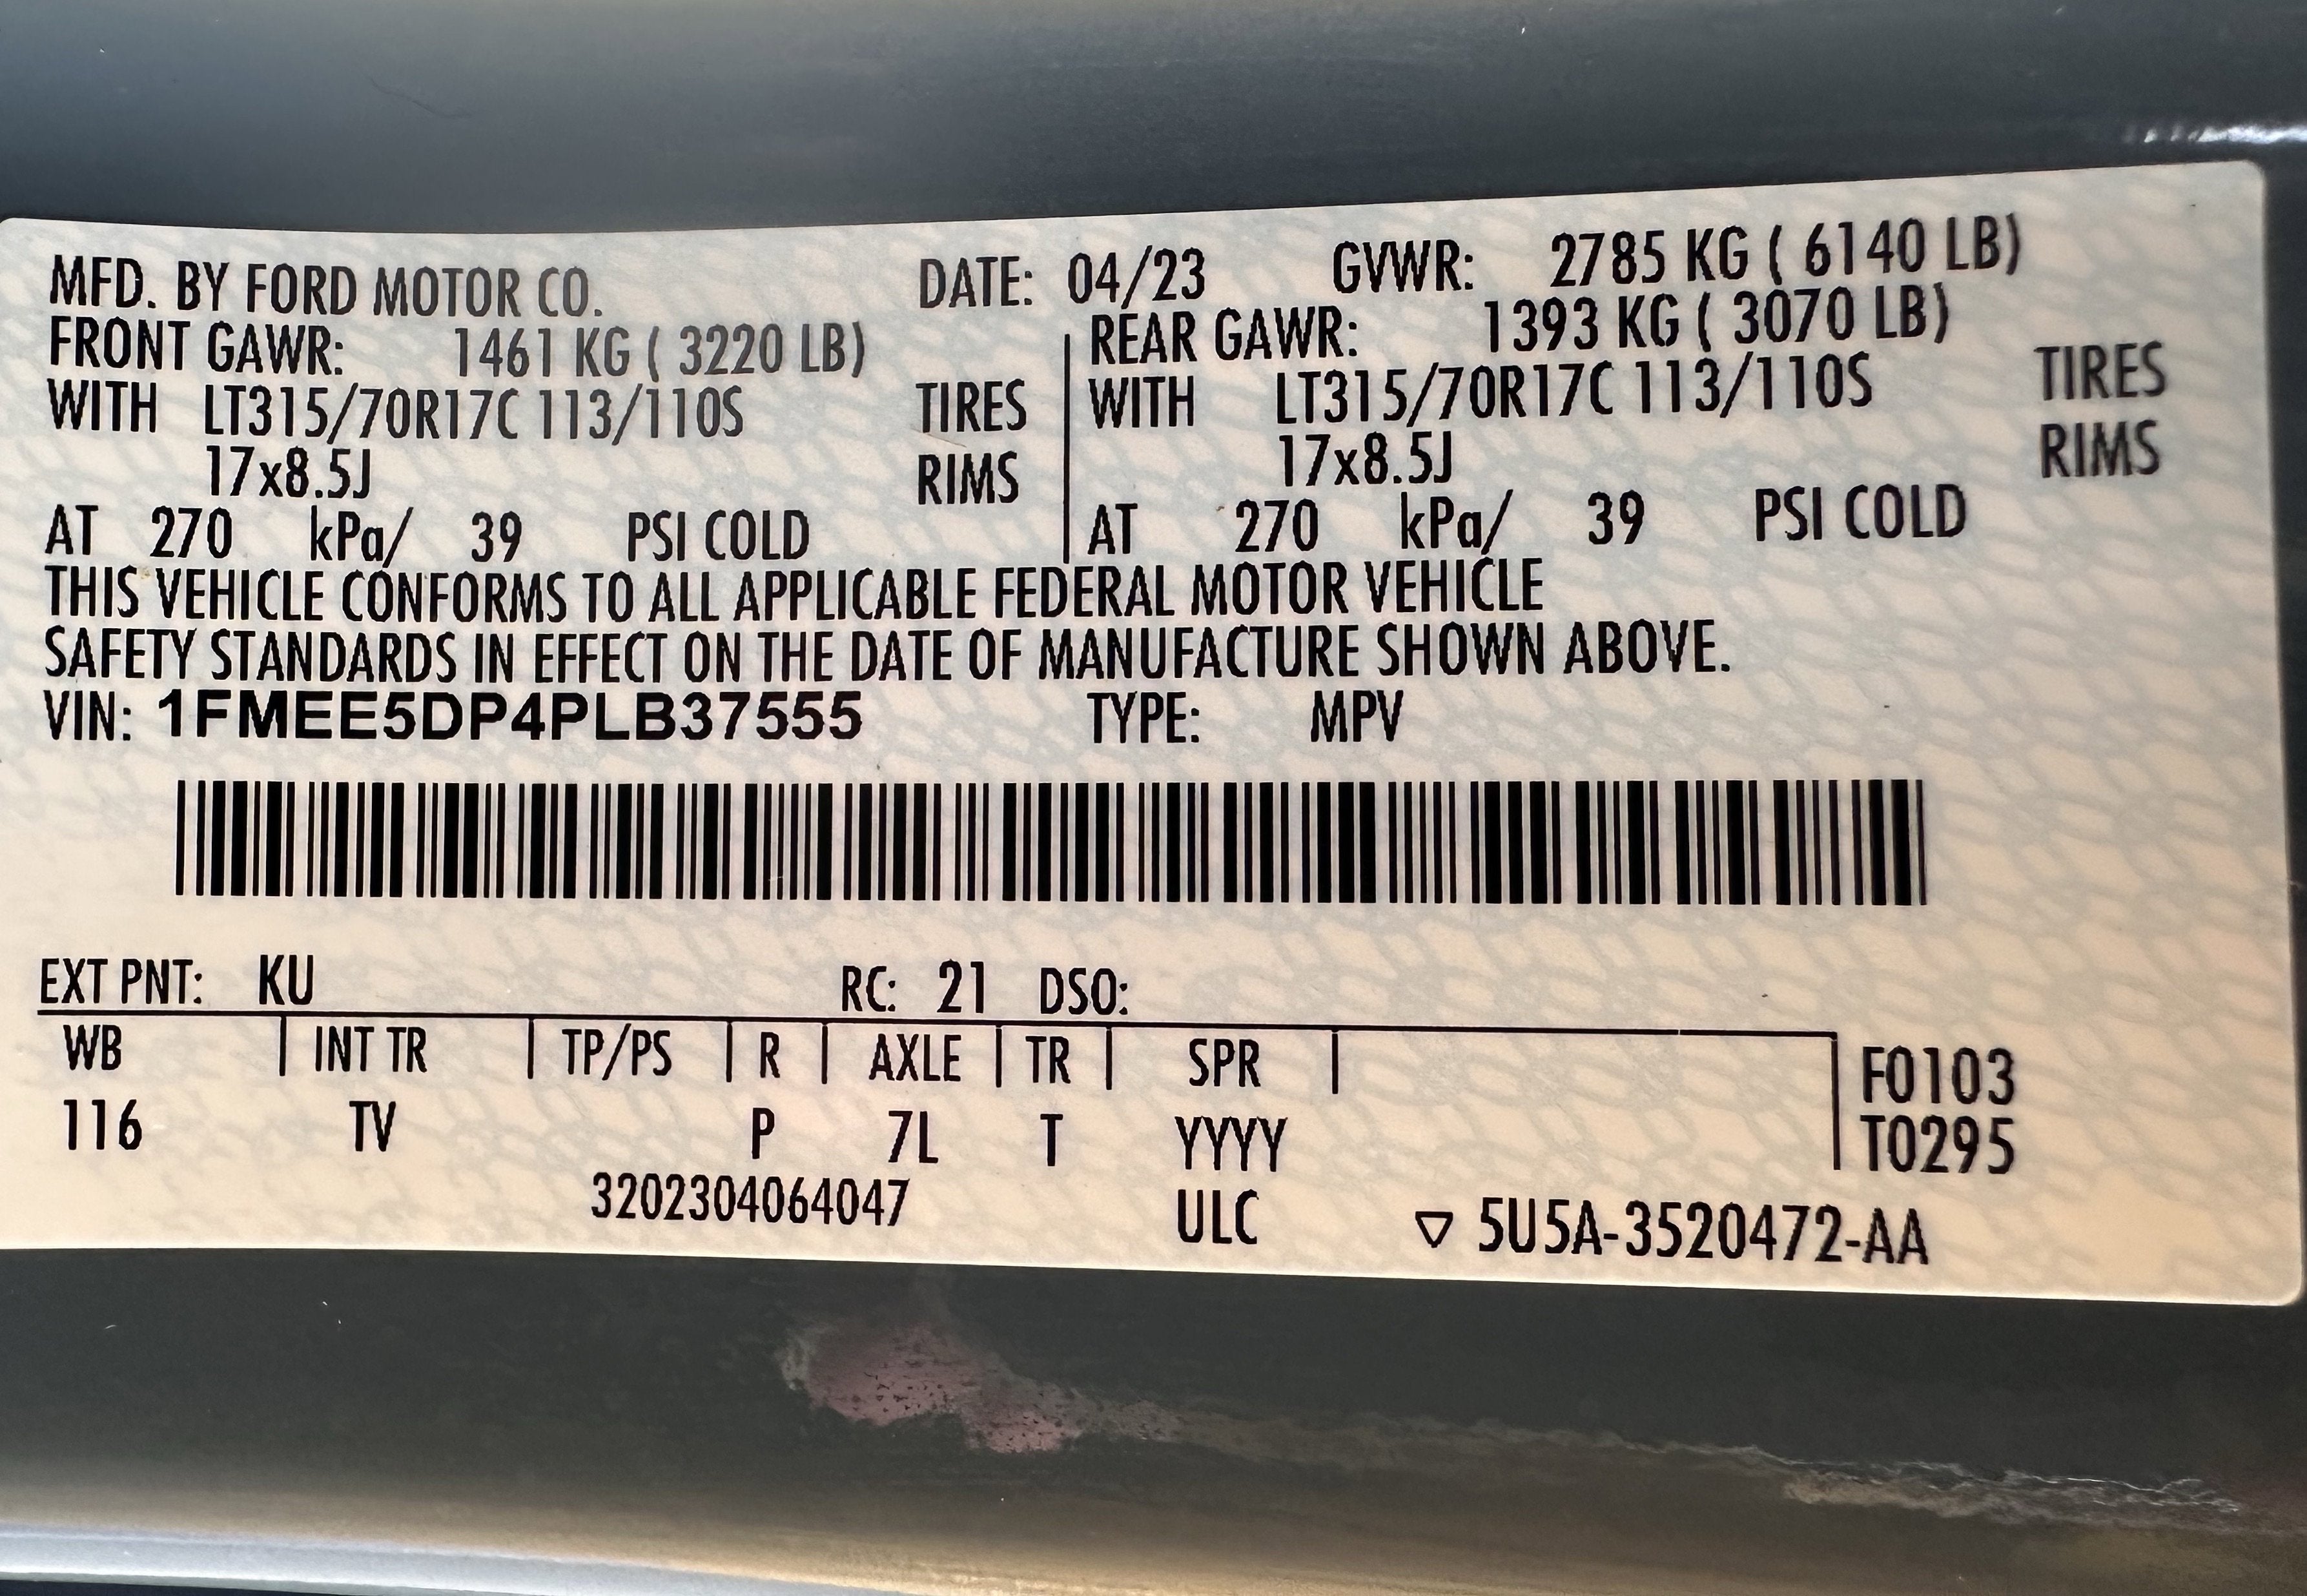 MFD. BY FORD MOTOR CO. DATE: 04/23 GVWR: 2785 KG ( 6140 LB)
FRONT GAWR: 1461 KG ( 3220 LB) REAR GAWR: 1393 KG ( 3070 LB)
WITH LT315/70R17C 113/110S TIRES WITH LT315/70R17C 113/110S TIRES
17x8.5J RIMS 17x8.5J RIMS
AT 270 kPa/ 39 PSI COLD AT 270 kPa/ 39 PSI COLD
THIS VEHICLE CONFORMS TO ALL APPLICABLE FEDERAL MOTOR VEHICLE
SAFETY STANDARDS IN EFFECT ON THE DATE OF MANUFACTURE SHOWN ABOVE.
VIN: 1FMEE5DP4PLB37555 TYPE: MPV
EXT PNT: KU RC: 21 DSO:
WB INT TR TP/PS R AXLE TR SPR F0103
116 TV P 7L T YYYY T0295
3202304064047 ULC ▽ 5U5A-3520472-AA